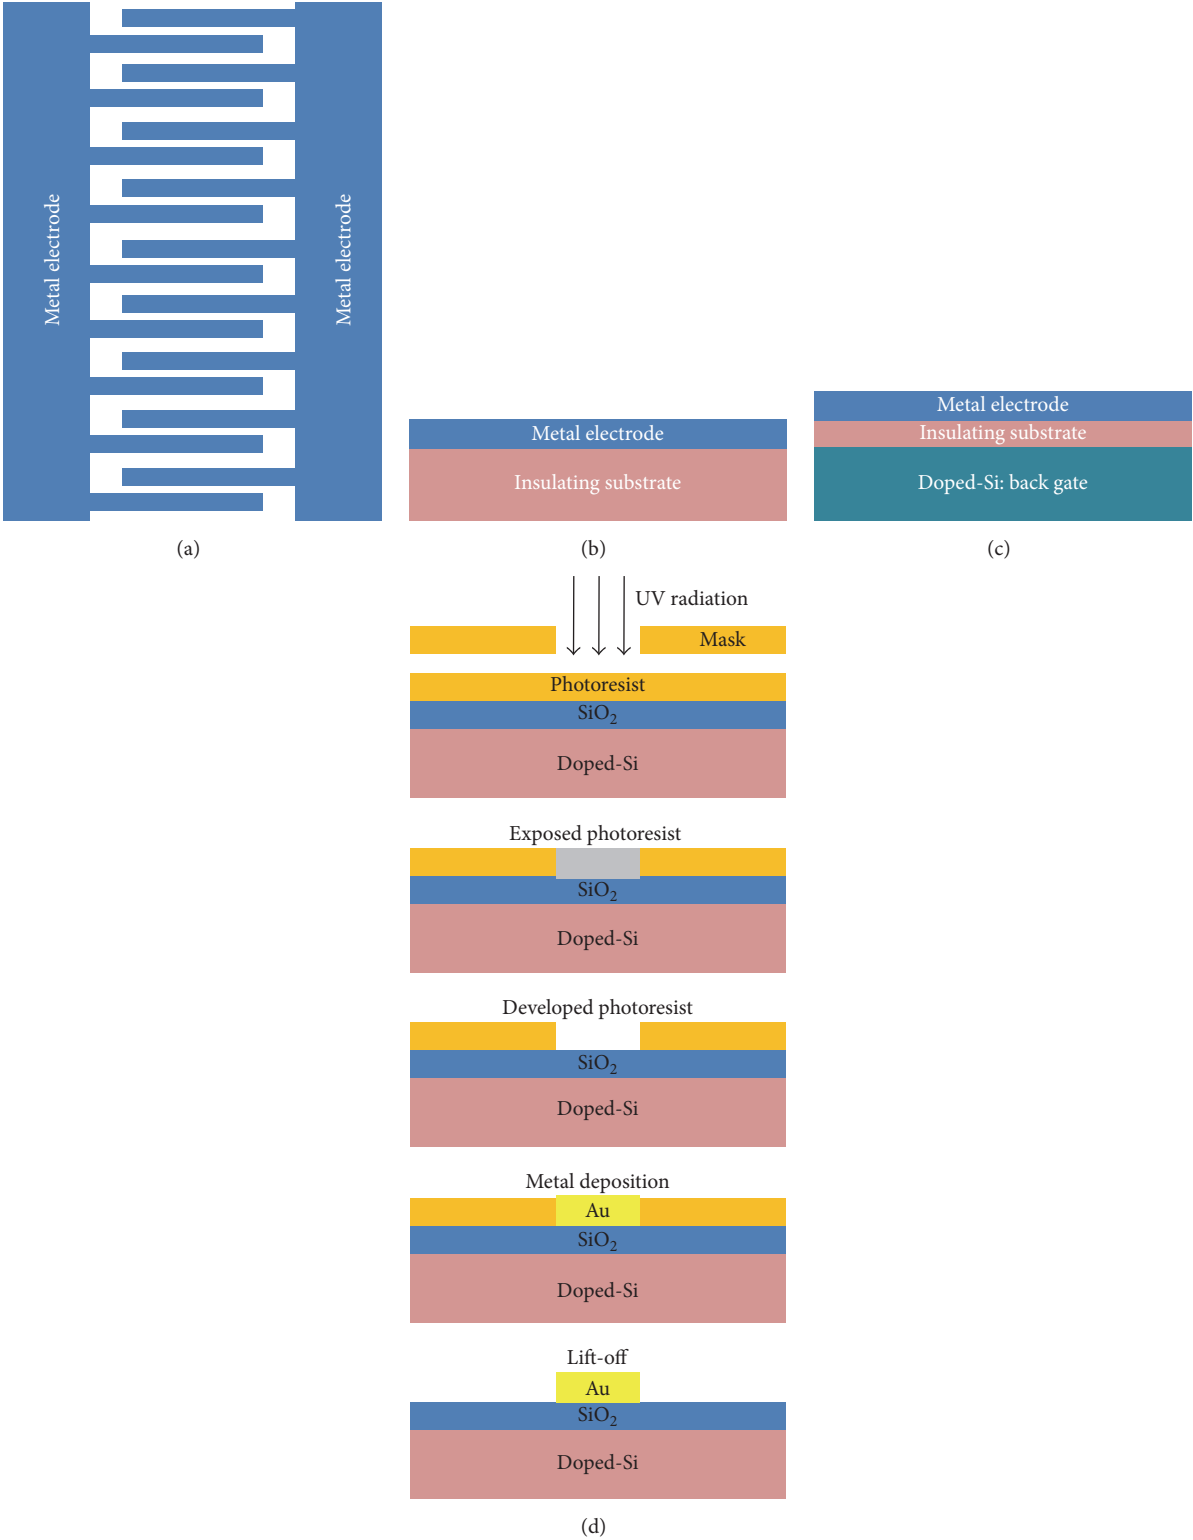 Metal electrode
Metal electrode
(a)
Metal electrode
Insulating substrate
(b)
Metal electrode
Insulating substrate
Doped-Si: back gate
(c)
UV radiation
Mask
Photoresist
SiO₂
Doped-Si
Exposed photoresist
SiO₂
Doped-Si
Developed photoresist
SiO₂
Doped-Si
Metal deposition
Au
SiO₂
Doped-Si
Lift-off
Au
SiO₂
Doped-Si
(d)